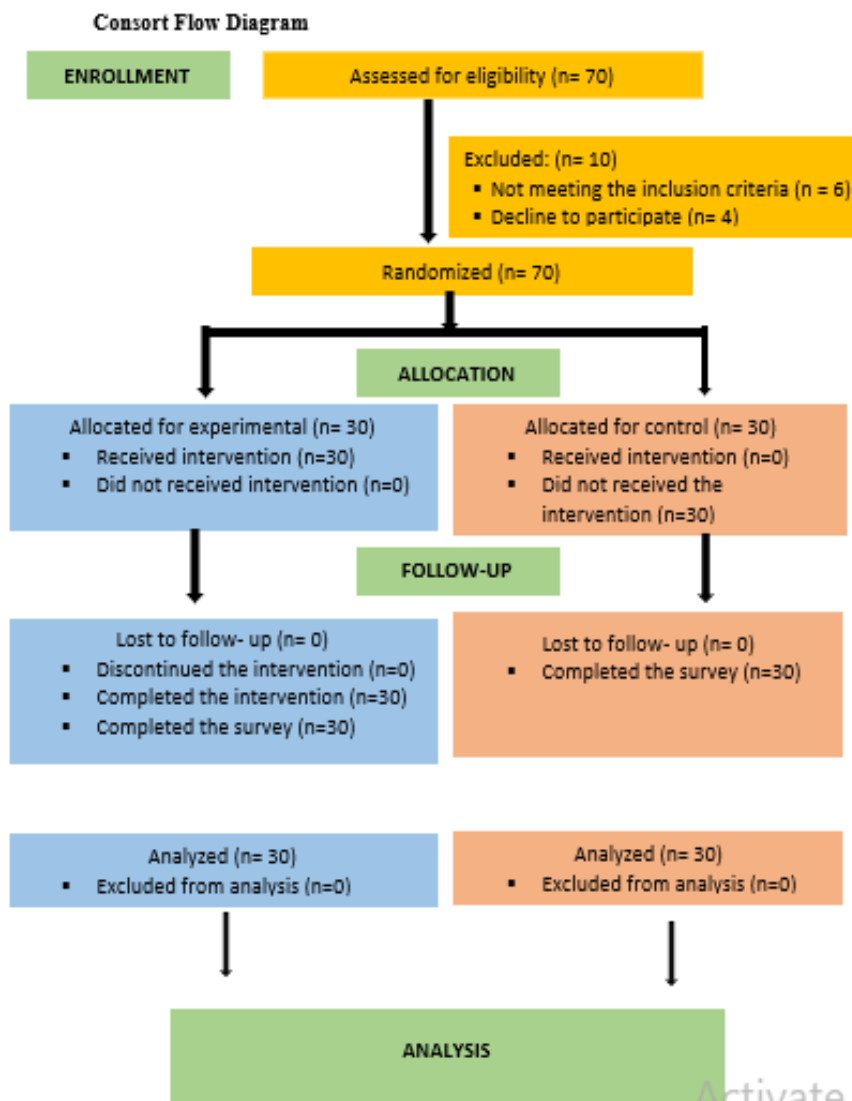 Consort Flow Diagram
ENROLLMENT
Assessed for eligibility (n= 70)
Excluded: (n= 10)
▪ Not meeting the inclusion criteria (n = 6)
▪ Decline to participate (n= 4)
Randomized (n= 70)
ALLOCATION
Allocated for experimental (n= 30)
▪ Received intervention (n=30)
▪ Did not received intervention (n=0)
Allocated for control (n= 30)
▪ Received intervention (n=0)
▪ Did not received the
intervention (n=30)
FOLLOW-UP
Lost to follow- up (n= 0)
▪ Discontinued the intervention (n=0)
▪ Completed the intervention (n=30)
▪ Completed the survey (n=30)
Lost to follow- up (n= 0)
▪ Completed the survey (n=30)
Analyzed (n= 30)
▪ Excluded from analysis (n=0)
Analyzed (n= 30)
▪ Excluded from analysis (n=0)
ANALYSIS
Activate